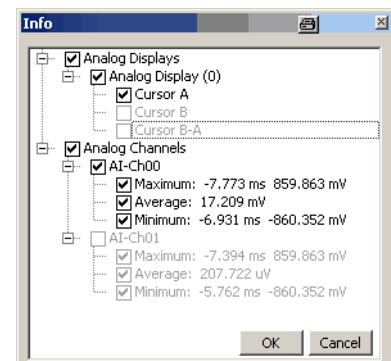 Info
Analog Displays
Analog Display (0)
Cursor A
Cursor B
Cursor B-A
Analog Channels
AI-Ch00
Maximum: -7.773 ms 859.863 mV
Average: 17.209 mV
Minimum: -6.931 ms -860.352 mV
AI-Ch01
Maximum: -7.394 ms 859.863 mV
Average: 207.722 uV
Minimum: -5.762 ms -860.352 mV
OK Cancel